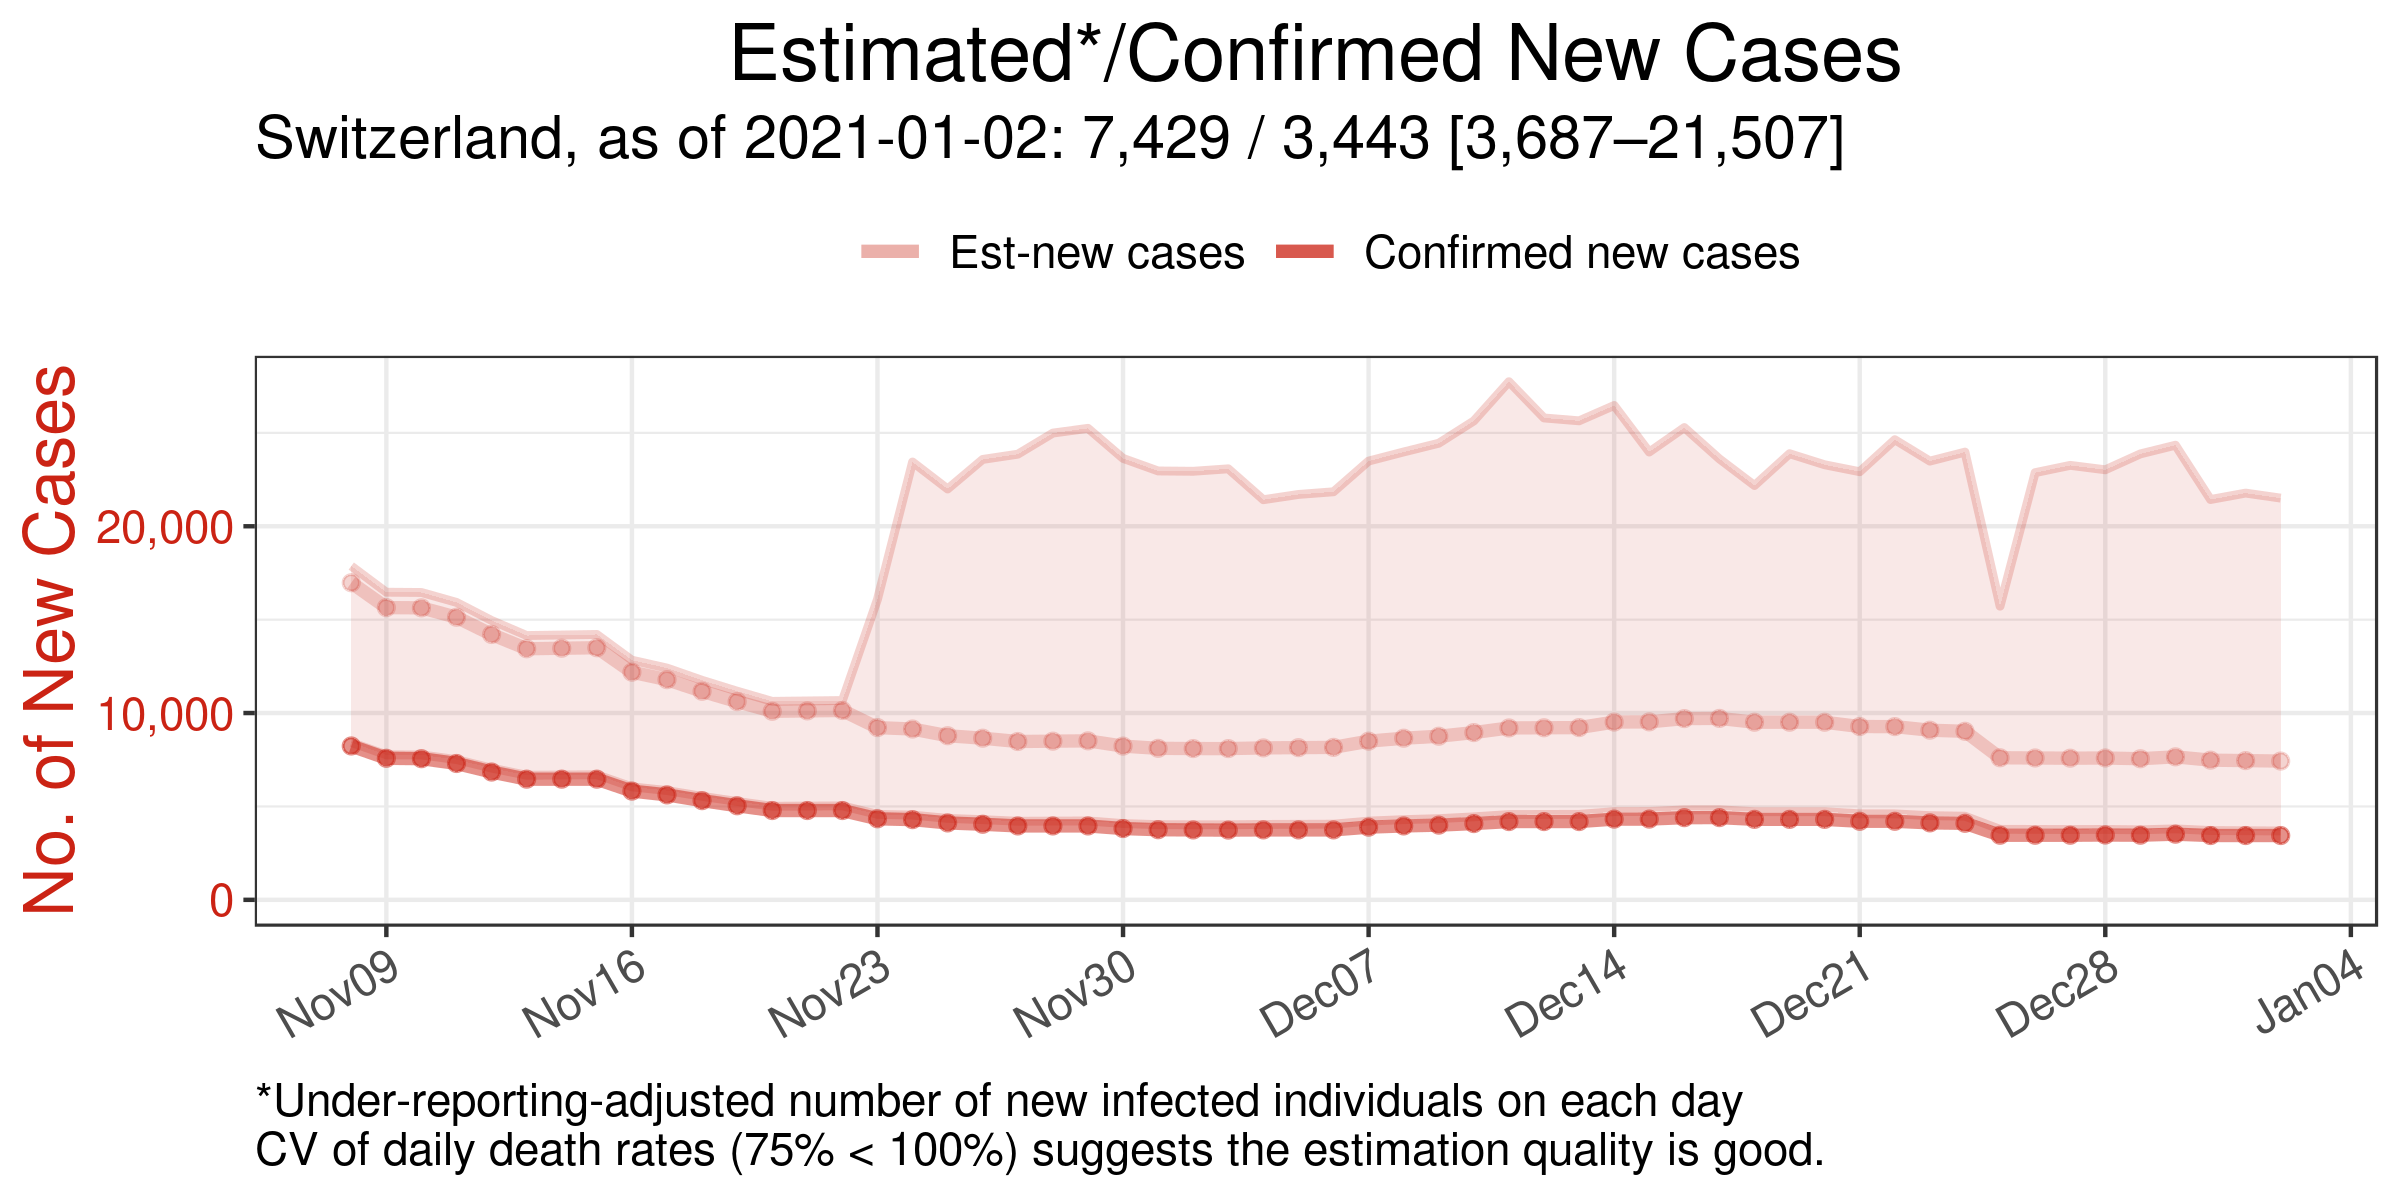 Estimated*/Confirmed New Cases
Switzerland, as of 2021-01-02: 7,429 / 3,443 [3,687–21,507]
Est-new cases Confirmed new cases
No. of New Cases
20,000
10,000
0
Nov09 Nov16 Nov23 Nov30 Dec07 Dec14 Dec21 Dec28 Jan04
*Under-reporting-adjusted number of new infected individuals on each day
CV of daily death rates (75% < 100%) suggests the estimation quality is good.